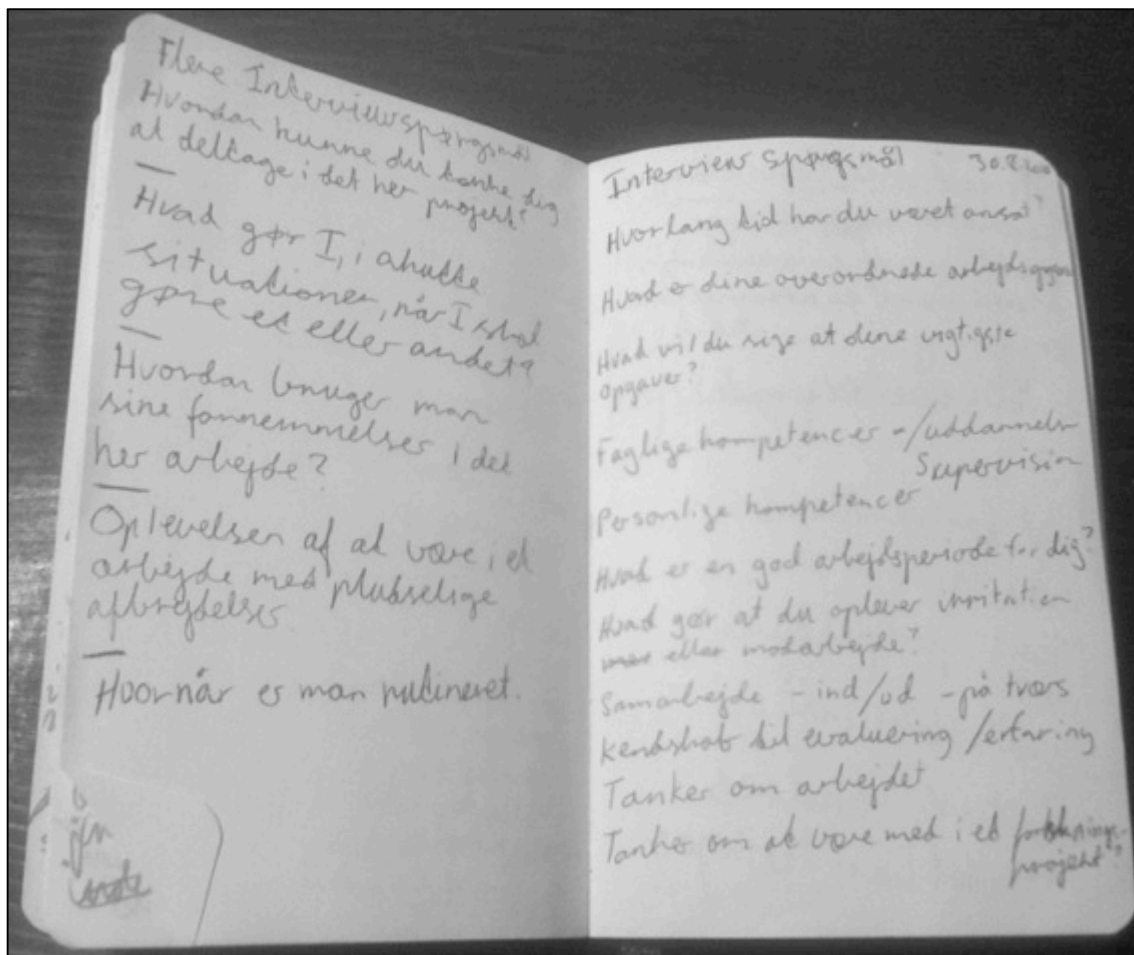 Flere Interviewspørgsmål
Hvordan kunne du tænke dig
at deltage i det her projekt?
Hvad gør I, i akutte
situationer, når I skal
gøre et eller andet?
Hvordan bruger man
sine fornemmelser i det
her arbejde?
Oplevelsen af at være i et
arbejde med pludselige
afbrydelser
Hvornår er man rutineret.
Interview spørgsmål
Hvor lang tid har du været ansat?
Hvad er dine overordnede
Hvad vil du sige at dine vigtigste
opgaver?
Faglige kompetencer - /uddannelse
Supervision
Personlige kompetencer
Hvad er en god arbejdsperiode for dig?
Hvad gør at du oplever irritation
eller modarbejde?
Samarbejde - ind/ud - på tværs
kendskab til evaluering /erfaring
Tanker om arbejdet
Tanker om at være med i et forsknings-
projekt?